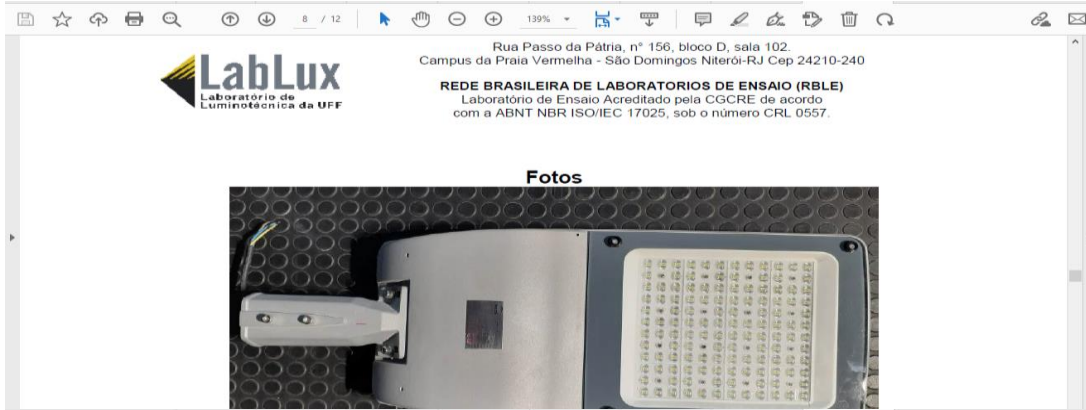 8 / 12
139%
LabLux
Laboratório de
Luminotécnica da UFF
Rua Passo da Pátria, n° 156, bloco D, sala 102.
Campus da Praia Vermelha - São Domingos Niterói-RJ Cep 24210-240
REDE BRASILEIRA DE LABORATORIOS DE ENSAIO (RBLE)
Laboratório de Ensaio Acreditado pela CGCRE de acordo
com a ABNT NBR ISO/IEC 17025, sob o número CRL 0557.
Fotos